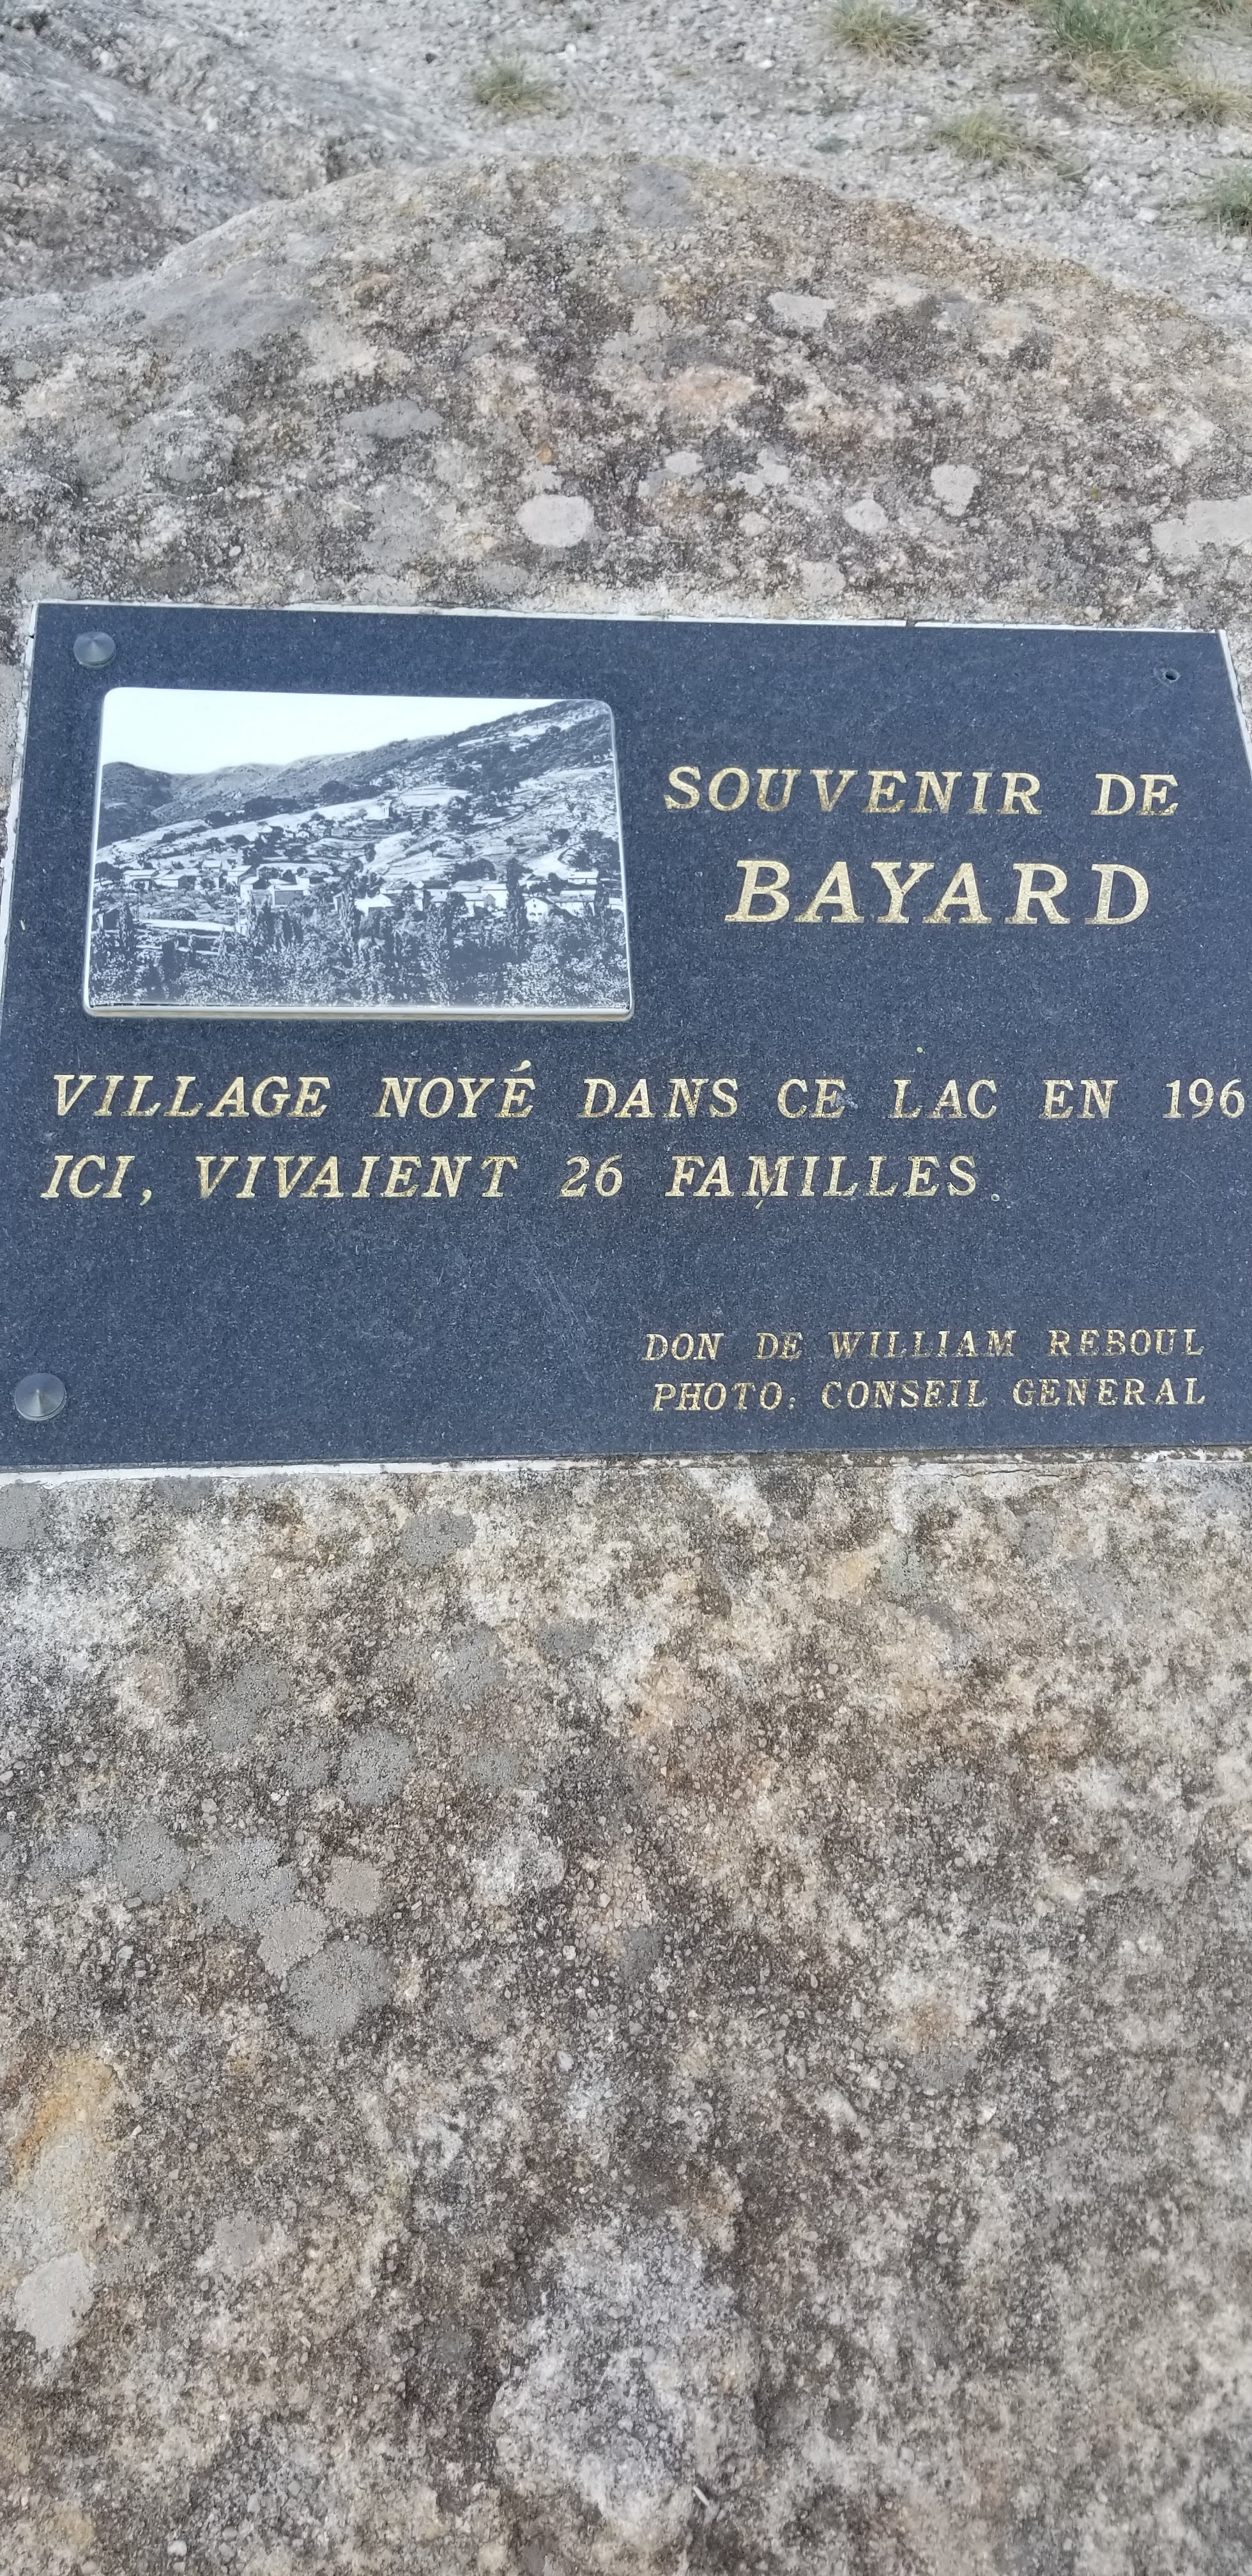 SOUVENIR DE
BAYARD
VILLAGE NOYÉ DANS CE LAC EN 196
ICI, VIVAIENT 26 FAMILLES.
DON DE WILLIAM REBOUL
PHOTO: CONSEIL GENERAL